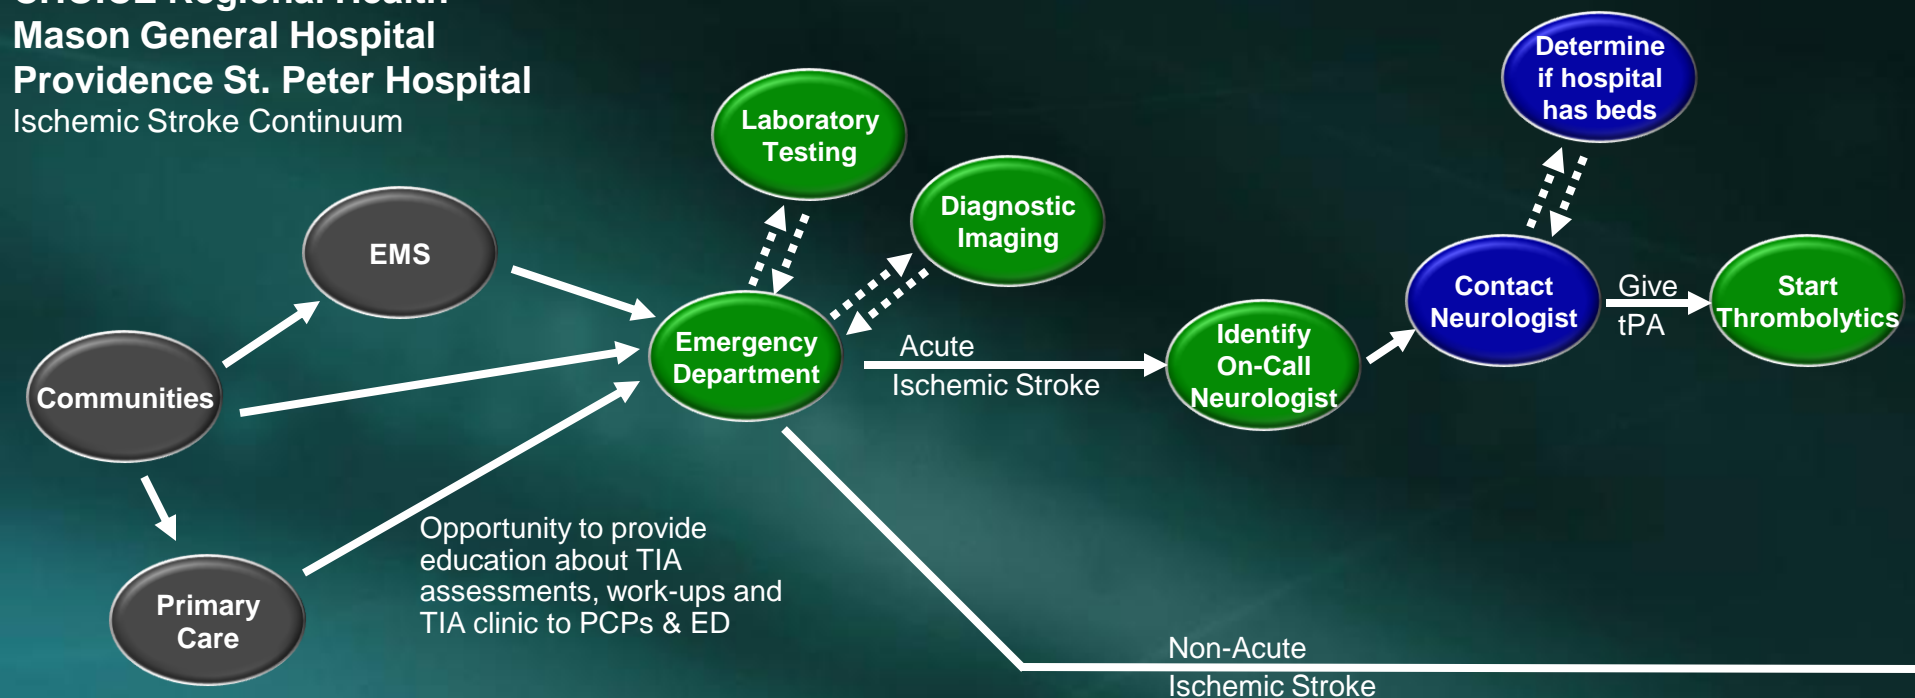 Mason General Hospital
Providence St. Peter Hospital
Ischemic Stroke Continuum
Determine
if hospital
has beds
Laboratory
Testing
Diagnostic
Imaging
EMS
Contact
Neurologist
Give
tPA
Start
Thrombolytics
Emergency
Department
Acute
Ischemic Stroke
Identify
On-Call
Neurologist
Communities
Opportunity to provide
education about TIA
assessments, work-ups and
TIA clinic to PCPs & ED
Primary
Care
Non-Acute
Ischemic Stroke